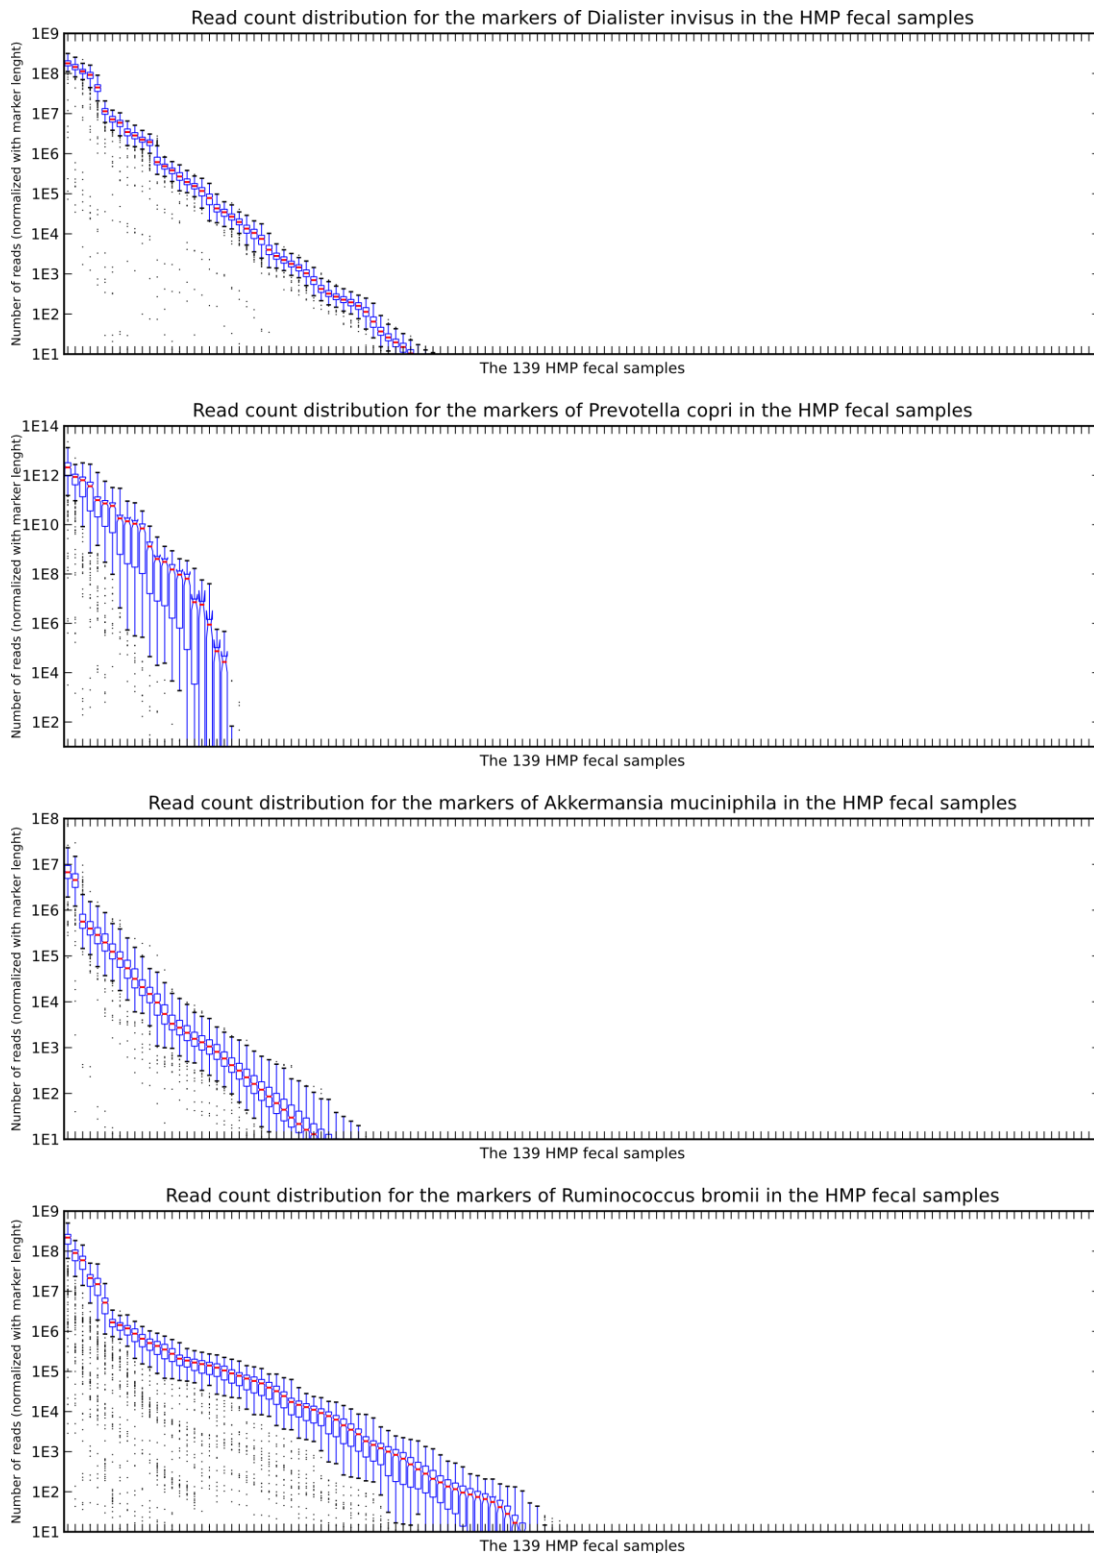 Read count distribution for the markers of Dialister invisus in the HMP fecal samples
Number of reads (normalized with marker lenght)
1E9
1E8
1E7
1E6
1E5
1E4
1E3
1E2
1E1
The 139 HMP fecal samples
Read count distribution for the markers of Prevotella copri in the HMP fecal samples
Number of reads (normalized with marker lenght)
1E14
1E12
1E10
1E8
1E6
1E4
1E2
The 139 HMP fecal samples
Read count distribution for the markers of Akkermansia muciniphila in the HMP fecal samples
Number of reads (normalized with marker lenght)
1E8
1E7
1E6
1E5
1E4
1E3
1E2
1E1
The 139 HMP fecal samples
Read count distribution for the markers of Ruminococcus bromii in the HMP fecal samples
Number of reads (normalized with marker lenght)
1E9
1E8
1E7
1E6
1E5
1E4
1E3
1E2
1E1
The 139 HMP fecal samples